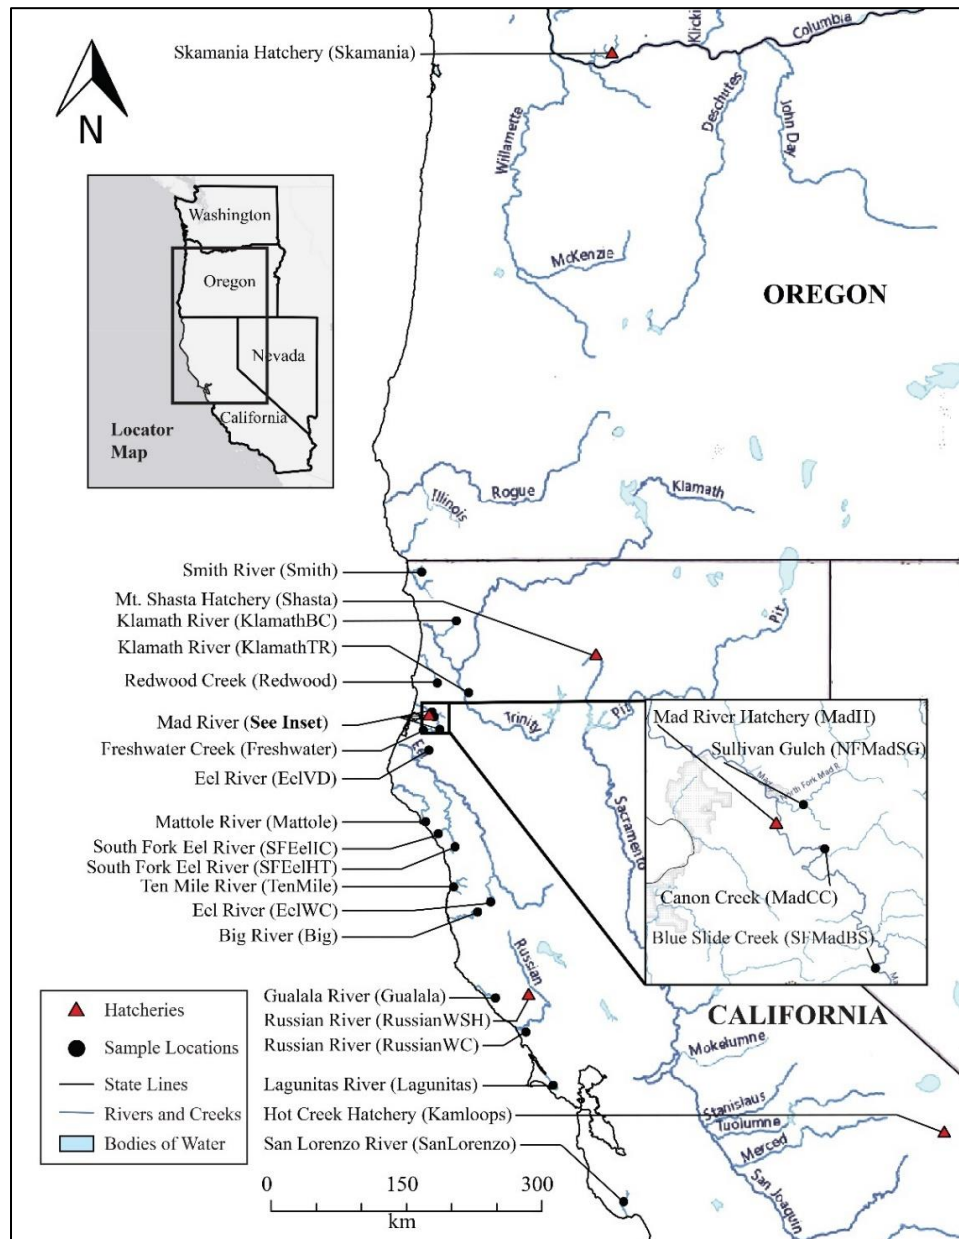 Skamania Hatchery (Skamania)
Klicki
Columbia
N
Willamette
Deschutes
John Day
McKenzie
OREGON
Washington
Oregon
Nevada
California
Locator
Map
Rogue
Illinois
Klamath
Smith River (Smith)
Mt. Shasta Hatchery (Shasta)
Klamath River (KlamathBC)
Klamath River (KlamathTR)
Redwood Creek (Redwood)
Mad River (See Inset)
Freshwater Creek (Freshwater)
Eel River (EelVD)
Mattole River (Mattole)
South Fork Eel River (SFEelIC)
South Fork Eel River (SFEelHT)
Ten Mile River (TenMile)
Eel River (EelWC)
Big River (Big)
Pit
Trinity
Pit
Sacramento
Mad River Hatchery (MadH)
Sullivan Gulch (NFMadSG)
North Fork Mad R
Canon Creek (MadCC)
Blue Slide Creek (SFMadBS)
Russian
Gualala River (Gualala)
Russian River (RussianWSH)
Russian River (RussianWC)
Lagunitas River (Lagunitas)
Hot Creek Hatchery (Kamloops)
San Lorenzo River (SanLorenzo)
CALIFORNIA
Mokelumne
Stanislaus
Tuolumne
Merced
San Joaquin
Hatcheries
Sample Locations
State Lines
Rivers and Creeks
Bodies of Water
0 150 300
km